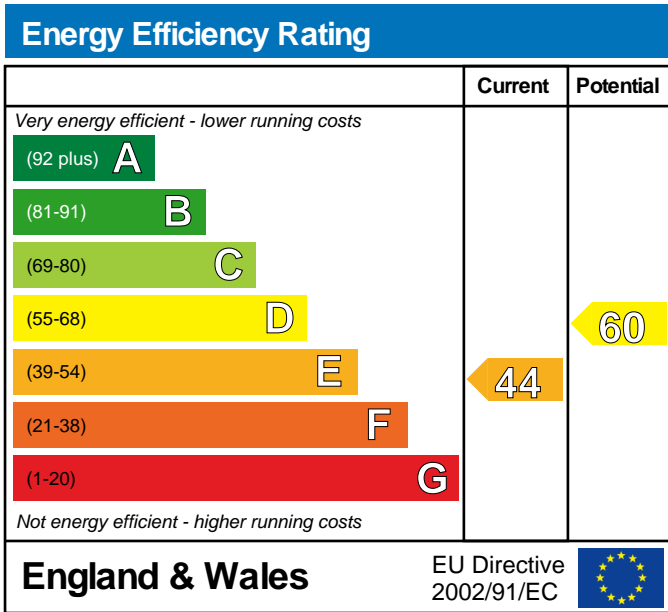 Energy Efficiency Rating
Current Potential
Very energy efficient - lower running costs
(92 plus) A
(81-91) B
(69-80) C
(55-68) D
60
(39-54) E
44
(21-38) F
(1-20) G
Not energy efficient - higher running costs
England & Wales
EU Directive
2002/91/EC